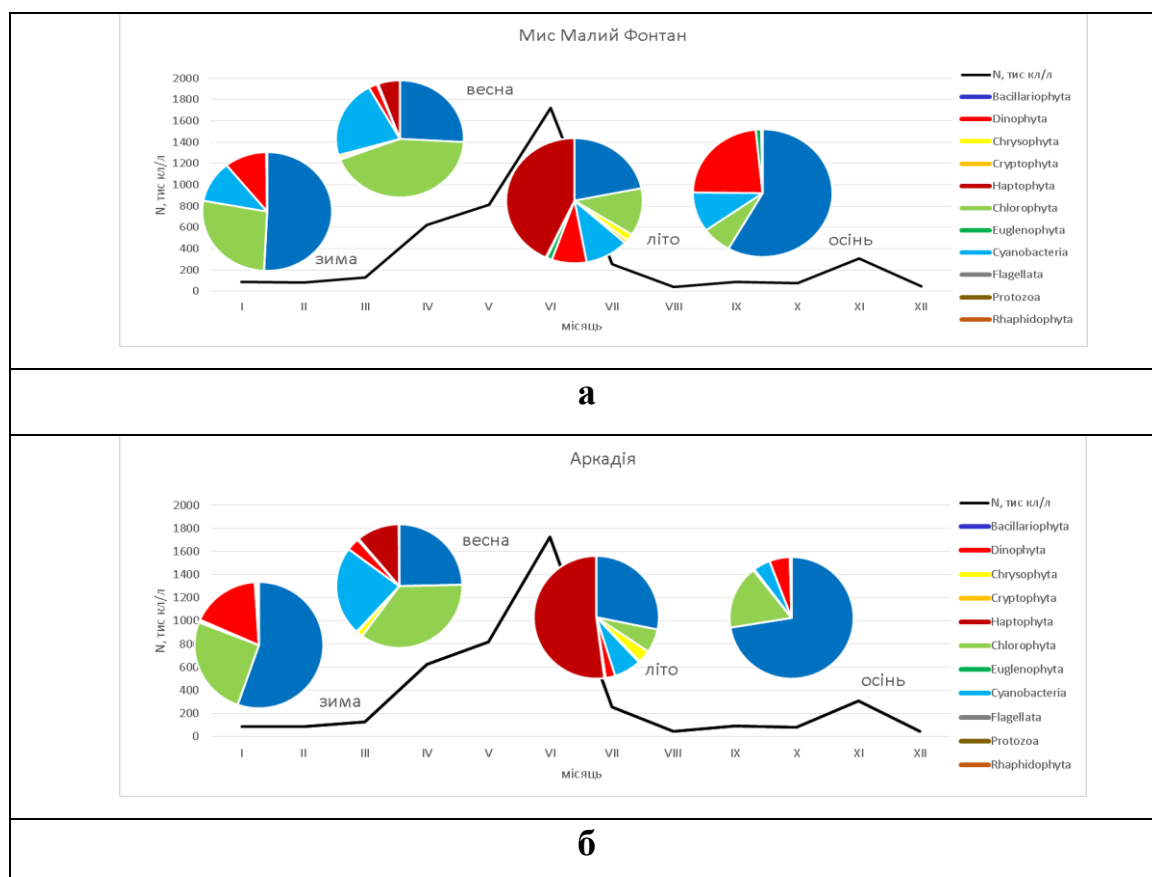 Мис Малий Фонтан
N, тис кл/л
2000
1800
1600
1400
1200
1000
800
600
400
200
0
весна
зима
літо
осінь
I II III IV V VI VII VIII IX X XI XII
місяць
N, тис кл/л
Bacillariophyta
Dinophyta
Chrysophyta
Cryptophyta
Haptophyta
Chlorophyta
Euglenophyta
Cyanobacteria
Flagellata
Protozoa
Rhaphidophyta
а
Аркадія
N, тис кл/л
2000
1800
1600
1400
1200
1000
800
600
400
200
0
весна
зима
літо
осінь
I II III IV V VI VII VIII IX X XI XII
місяць
N, тис кл/л
Bacillariophyta
Dinophyta
Chrysophyta
Cryptophyta
Haptophyta
Chlorophyta
Euglenophyta
Cyanobacteria
Flagellata
Protozoa
Rhaphidophyta
б